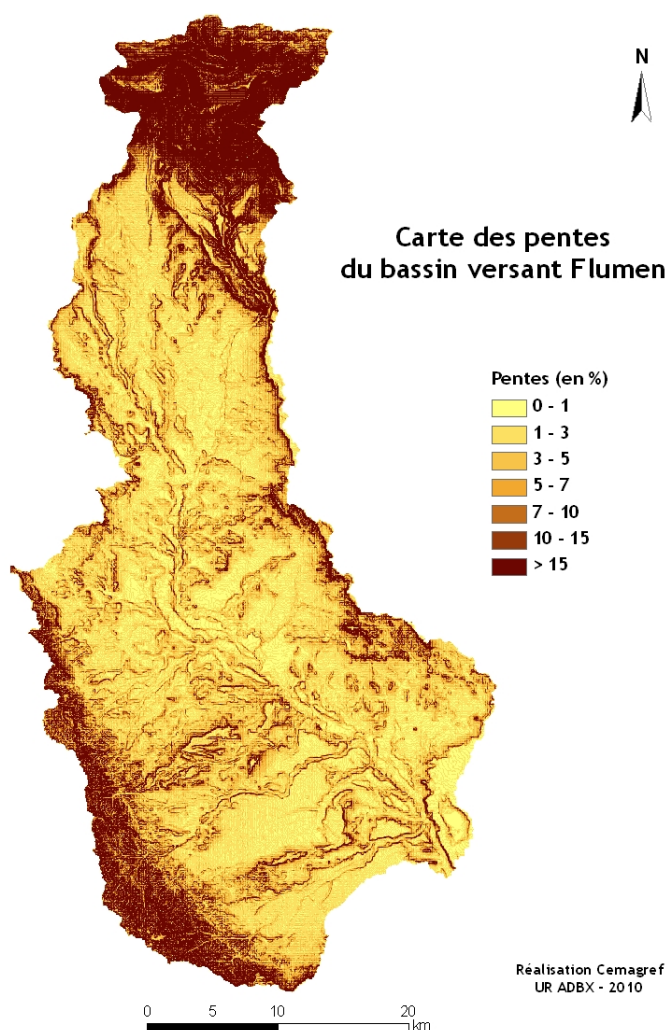 N
Carte des pentes
du bassin versant Flumen
Pentes (en %)
0 - 1
1 - 3
3 - 5
5 - 7
7 - 10
10 - 15
> 15
Réalisation Cemagref
UR ADBX - 2010
0 5 10 20
km